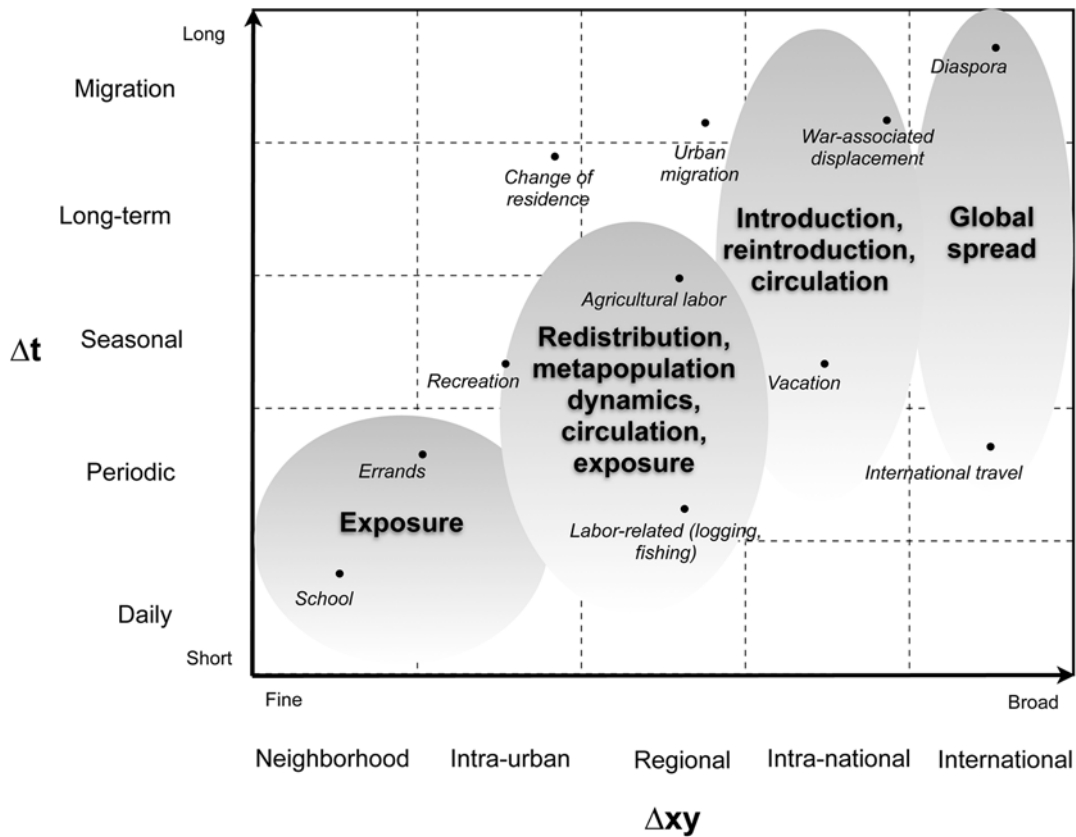 Long
Migration
Long-term
Δt
Seasonal
Periodic
Daily
Short
Diaspora
War-associated
displacement
Urban
migration
Change of
residence
Introduction,
reintroduction,
circulation
Global
spread
Agricultural labor
Redistribution,
metapopulation
dynamics,
circulation,
exposure
Recreation
Vacation
Errands
Exposure
International travel
Labor-related (logging,
fishing)
School
Fine
Broad
Neighborhood
Intra-urban
Regional
Intra-national
International
Δxy